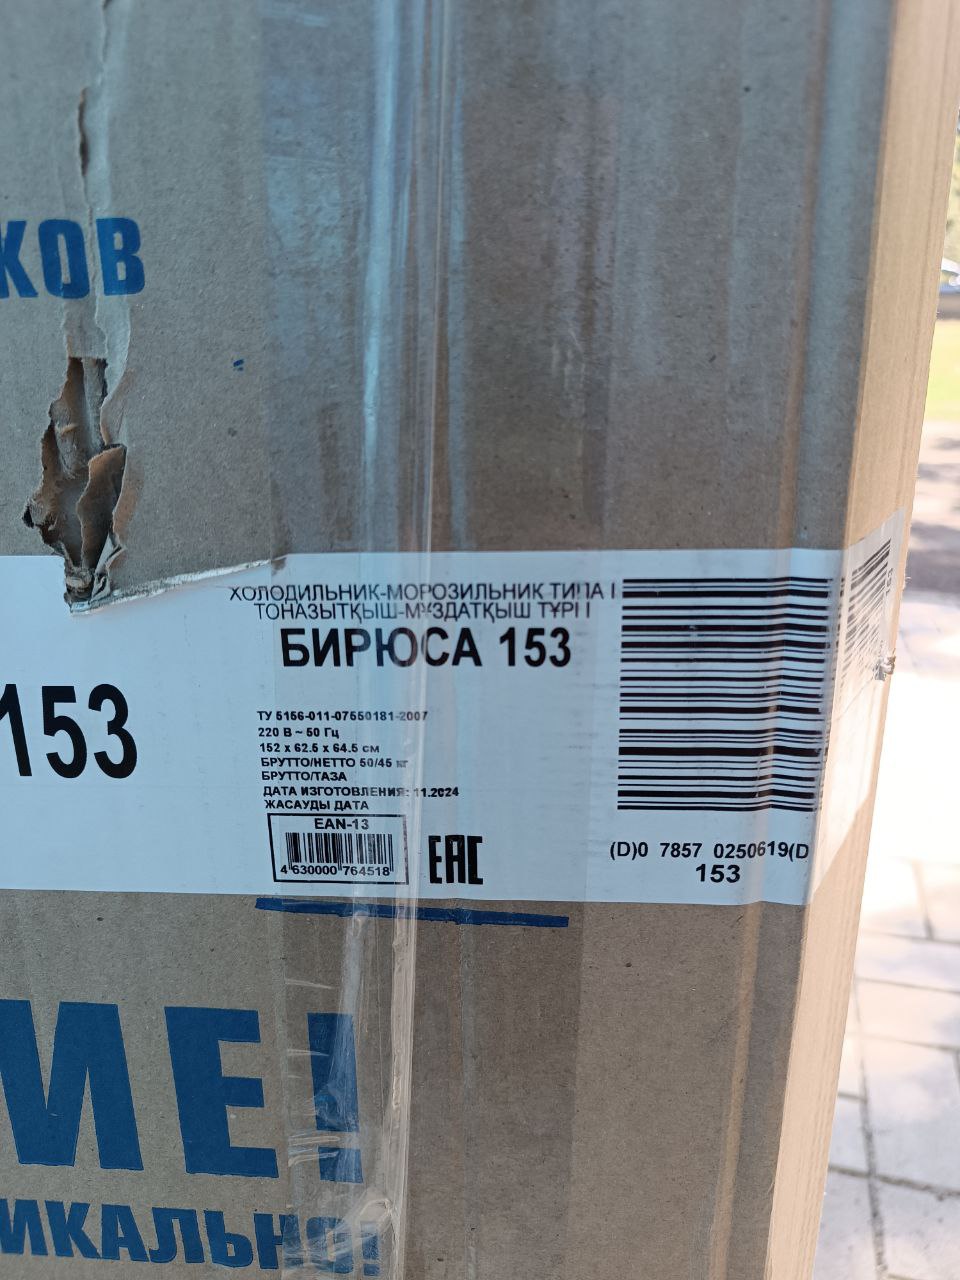 КОВ
ХОЛОДИЛЬНИК-МОРОЗИЛЬНИК ТИПА I
ТОНАЗЫТҚЫШ-МҰЗДАТҚЫШ ТҮРІ I
БИРЮСА 153
153
ТУ 5156-011-07550181-2007
220 В ~ 50 Гц
152 x 62.5 x 64.5 см
БРУТТО/НЕТТО 50/45 кг
БРУТТО/ТАЗА
ДАТА ИЗГОТОВЛЕНИЯ: 11.2024
ЖАСАУДЫ ДАТА
EAN-13
4 630000 764518
EAC
(D)0 7857 0250619(D
153
ИЕ!
ИКАЛЬНО!